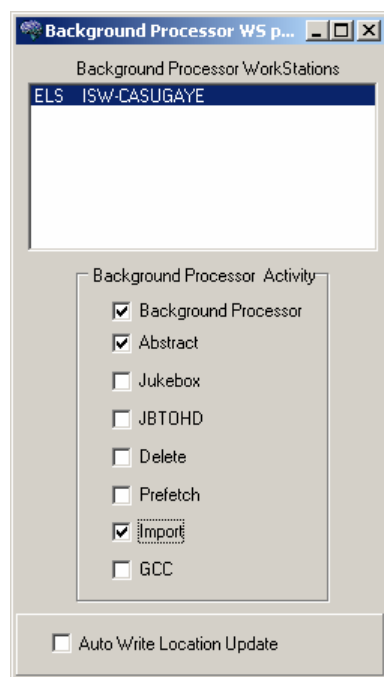 Background Processor WS p...
Background Processor WorkStations
ELS ISW-CASUGAYE
Background Processor Activity
Background Processor
Abstract
Jukebox
JBTOHD
Delete
Prefetch
Import
GCC
Auto Write Location Update